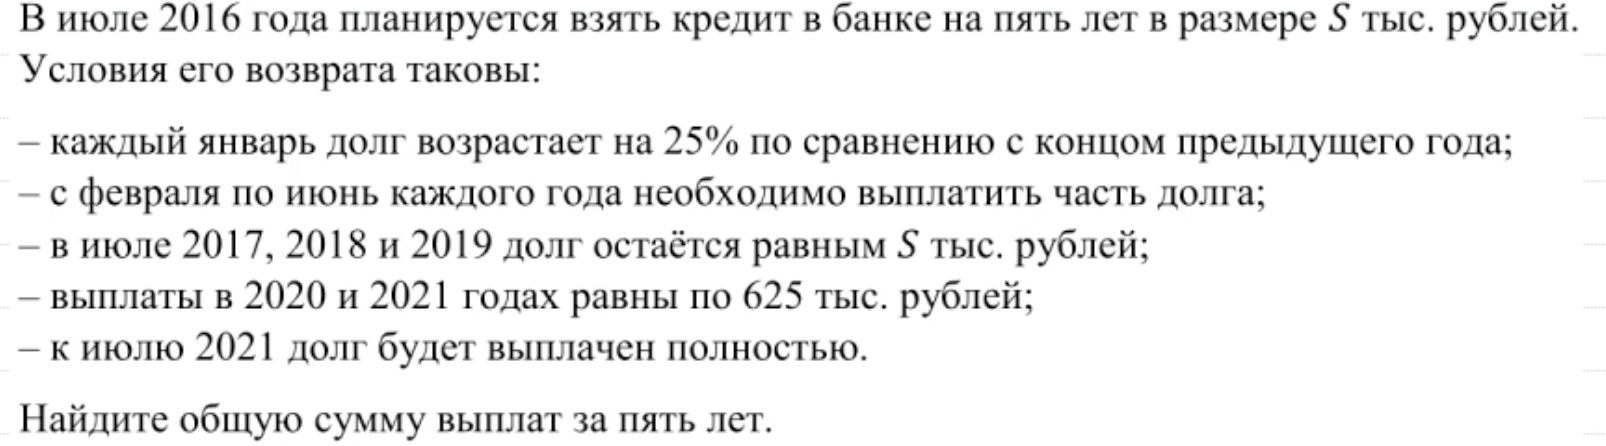 В июле 2016 года планируется взять кредит в банке на пять лет в размере S тыс. рублей.
Условия его возврата таковы:
– каждый январь долг возрастает на 25% по сравнению с концом предыдущего года;
– с февраля по июнь каждого года необходимо выплатить часть долга;
– в июле 2017, 2018 и 2019 долг остаётся равным S тыс. рублей;
– выплаты в 2020 и 2021 годах равны по 625 тыс. рублей;
– к июлю 2021 долг будет выплачен полностью.
Найдите общую сумму выплат за пять лет.